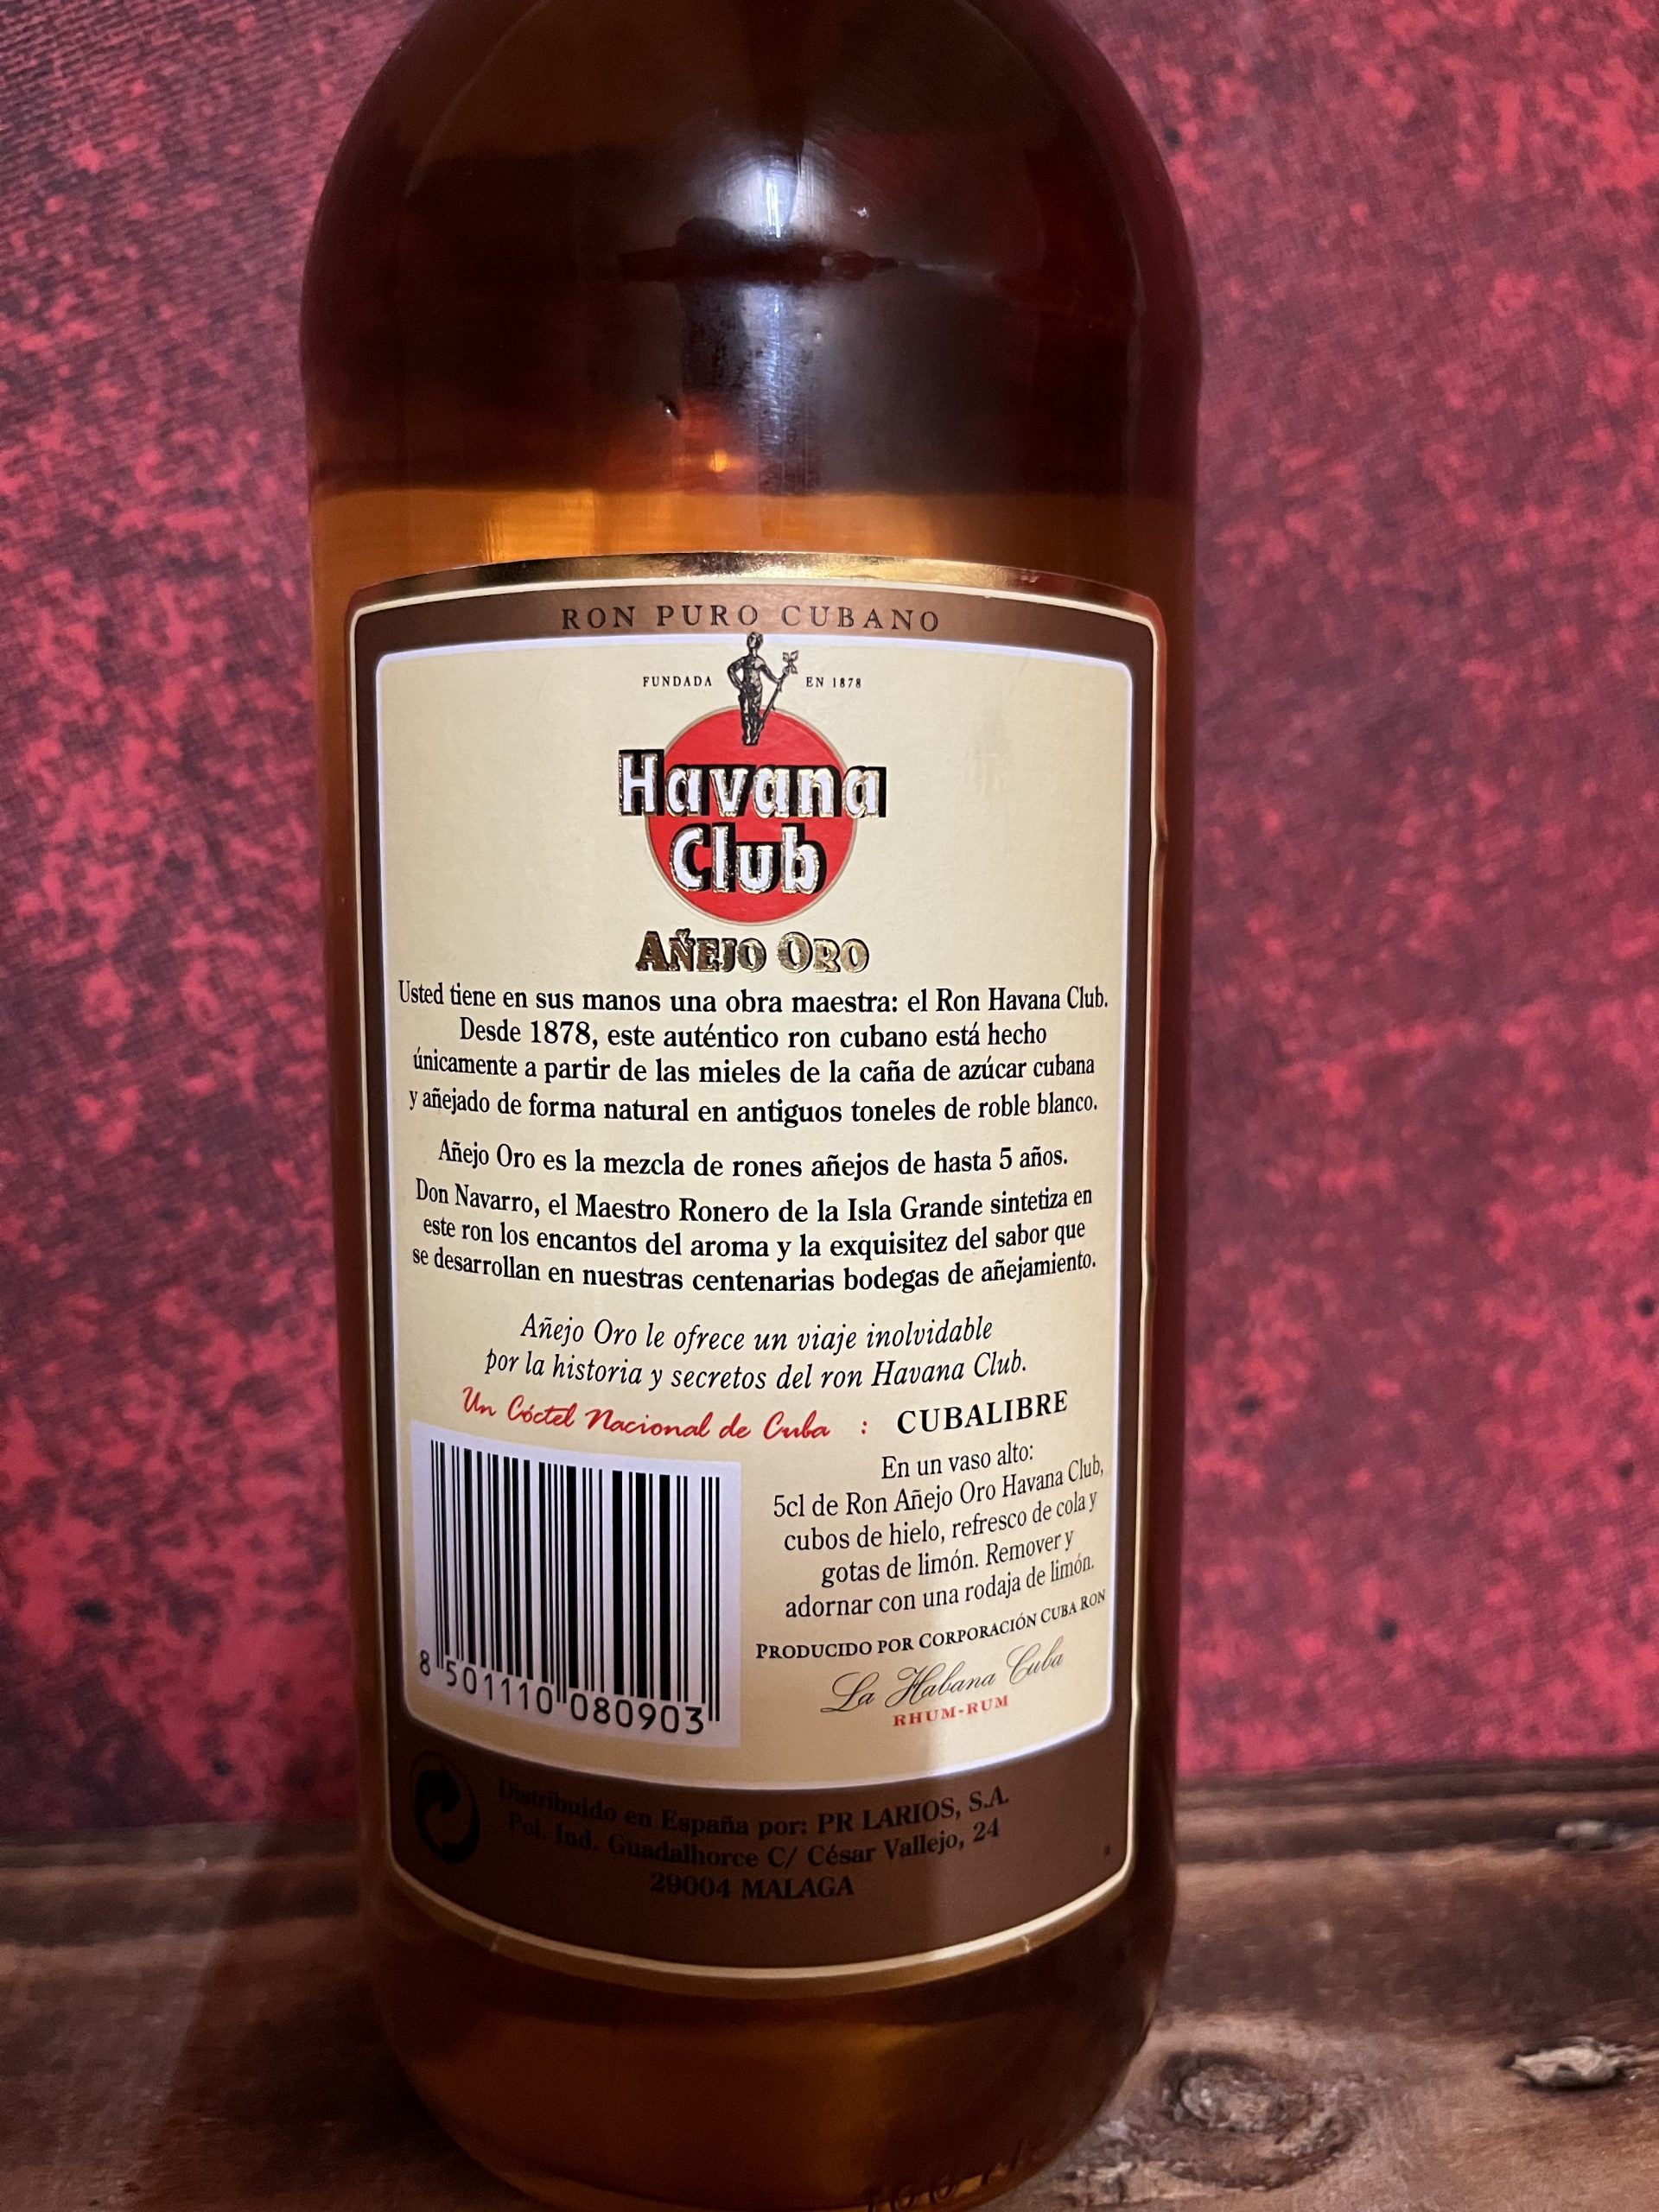 RON PURO CUBANO
FUNDADA EN 1878
Havana
Club
AÑEJO ORO
Usted tiene en sus manos una obra maestra: el Ron Havana Club.
Desde 1878, este auténtico ron cubano está hecho
únicamente a partir de las mieles de la caña de azúcar cubana
y añejado de forma natural en antiguos toneles de roble blanco.
Añejo Oro es la mezcla de rones añejos de hasta 5 años.
Don Navarro, el Maestro Ronero de la Isla Grande sintetiza en
este ron los encantos del aroma y la exquisitez del sabor que
se desarrollan en nuestras centenarias bodegas de añejamiento.
Añejo Oro le ofrece un viaje inolvidable
por la historia y secretos del ron Havana Club.
Un Cóctel Nacional de Cuba : CUBALIBRE
En un vaso alto:
5cl de Ron Añejo Oro Havana Club,
cubos de hielo, refresco de cola y
gotas de limón. Remover y
adornar con una rodaja de limón.
PRODUCIDO POR CORPORACIÓN CUBA RON
La Habana Cuba
RHUM-RUM
8 501110 080903
Distribuido en España por: PR LARIOS, S.A.
Pol. Ind. Guadalhorce C/ César Vallejo, 24
29004 MALAGA